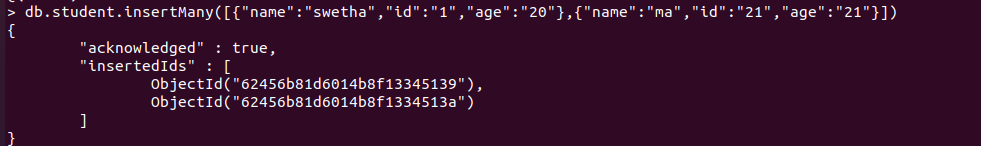 > db.student.insertMany([{"name":"swetha","id":"1","age":"20"},{"name":"ma","id":"21","age":"21"}])
{
"acknowledged" : true,
"insertedIds" : [
ObjectId("62456b81d6014b8f13345139"),
ObjectId("62456b81d6014b8f1334513a")
]
}